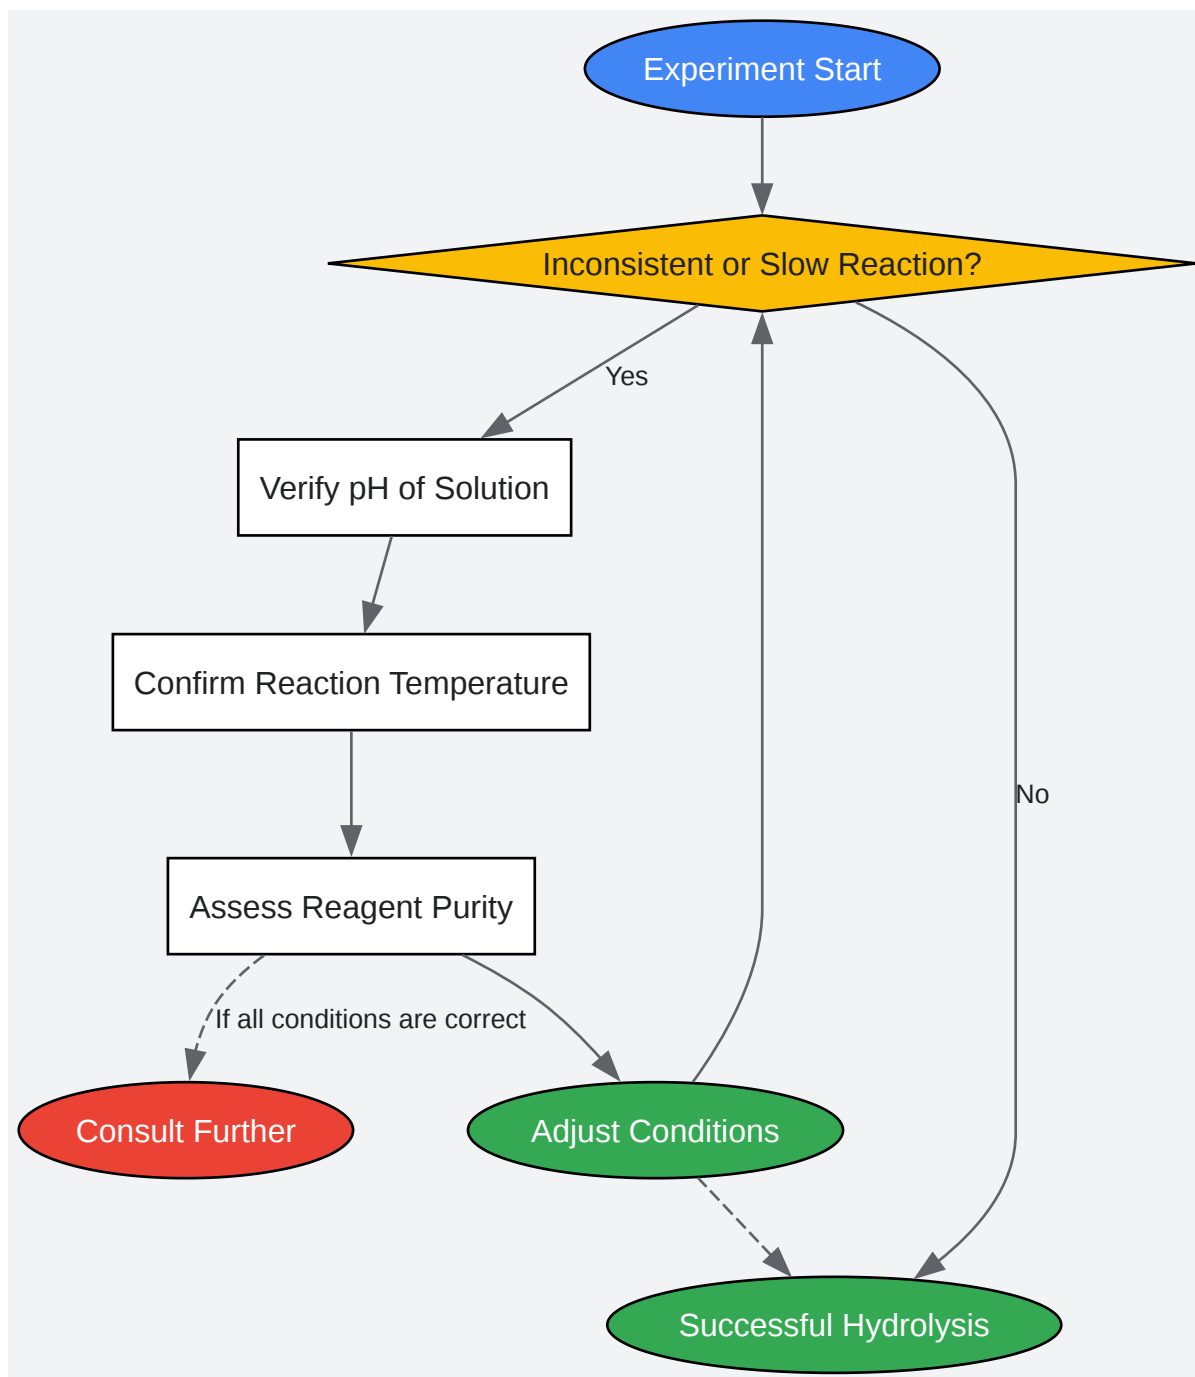 Experiment Start
Inconsistent or Slow Reaction?
Yes
Verify pH of Solution
Confirm Reaction Temperature
No
Assess Reagent Purity
If all conditions are correct
Consult Further
Adjust Conditions
Successful Hydrolysis